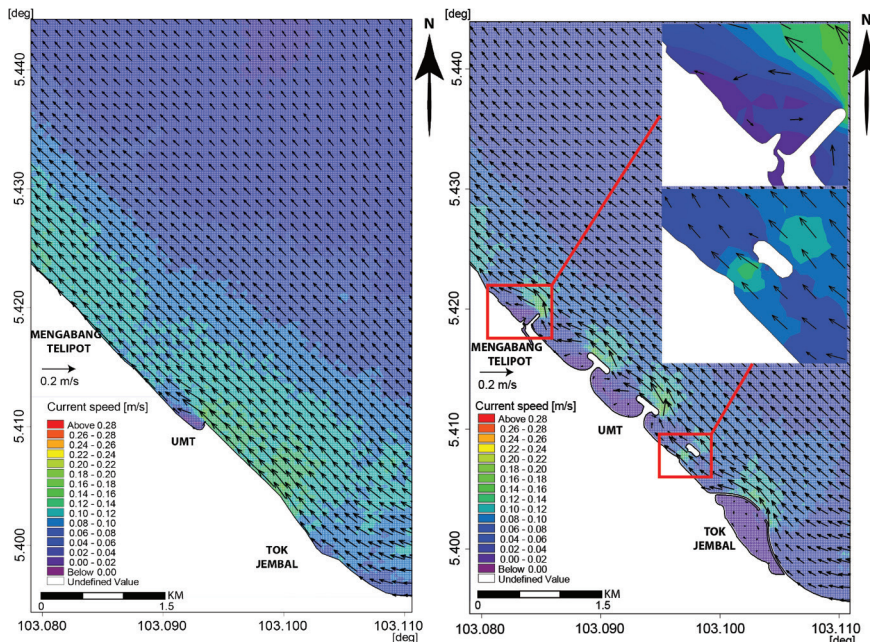 [deg]
N
5.440
5.430
5.420
5.410
5.400
MENGABANG
TELIPOT
0.2 m/s
Current speed [m/s]
Above 0.28
0.26 - 0.28
0.24 - 0.26
0.22 - 0.24
0.20 - 0.22
0.18 - 0.20
0.16 - 0.18
0.14 - 0.16
0.12 - 0.14
0.10 - 0.12
0.08 - 0.10
0.06 - 0.08
0.04 - 0.06
0.02 - 0.04
0.00 - 0.02
Below 0.00
Undefined Value
UMT
TOK
JEMBAL
KM
0
1.5
103.080
103.090
103.100
103.110
[deg]
[deg]
N
5.440
5.430
5.420
5.410
5.400
MENGABANG
TELIPOT
0.2 m/s
Current speed [m/s]
Above 0.28
0.26 - 0.28
0.24 - 0.26
0.22 - 0.24
0.20 - 0.22
0.18 - 0.20
0.16 - 0.18
0.14 - 0.16
0.12 - 0.14
0.10 - 0.12
0.08 - 0.10
0.06 - 0.08
0.04 - 0.06
0.02 - 0.04
0.00 - 0.02
Below 0.00
Undefined Value
UMT
TOK
JEMBAL
KM
0
1.5
103.080
103.090
103.100
103.110
[deg]